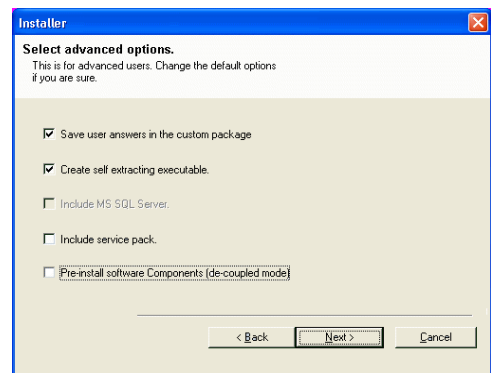 Installer
Select advanced options.
This is for advanced users. Change the default options
if you are sure.
Save user answers in the custom package
Create self extracting executable.
Include MS SQL Server.
Include service pack.
Pre-install software Components (de-coupled mode)
< Back
Next >
Cancel